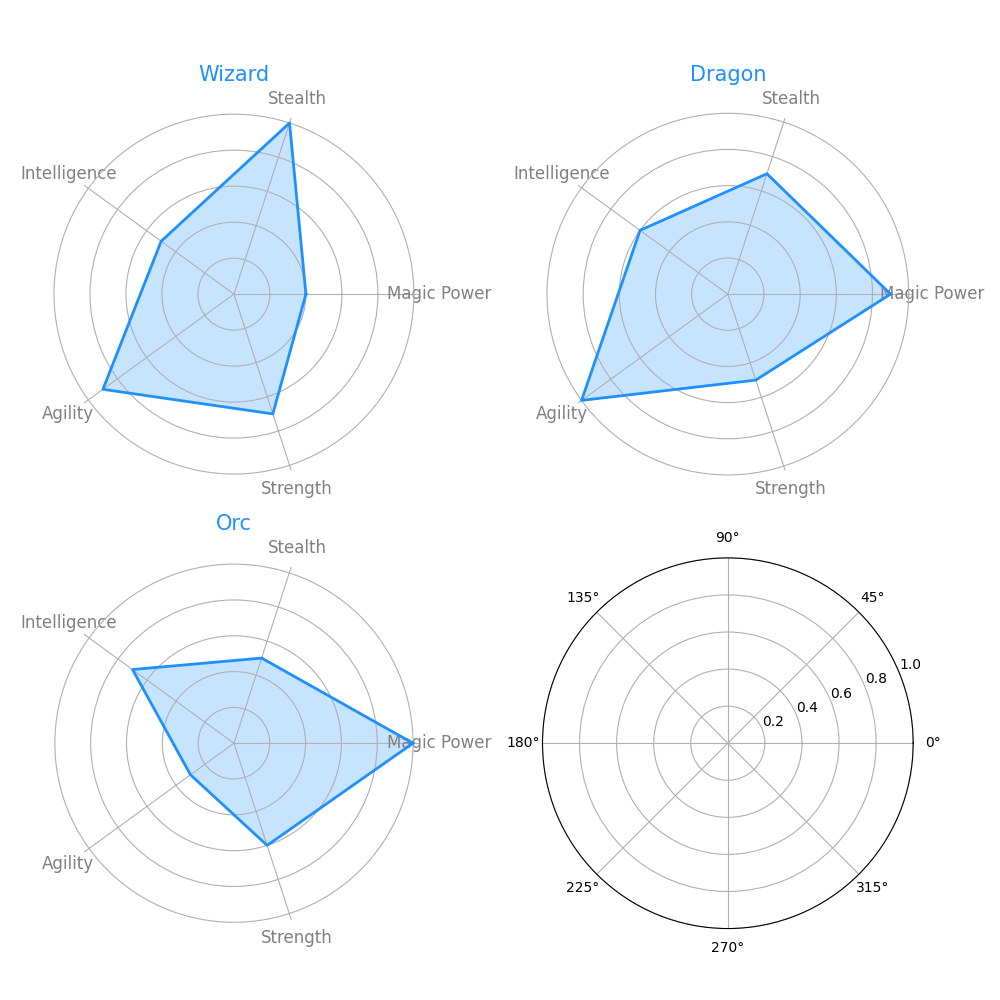 Wizard
Stealth
Intelligence
Magic Power
Agility
Strength
Dragon
Stealth
Intelligence
Magic Power
Agility
Strength
Orc
Stealth
Intelligence
Magic Power
Agility
Strength
90°
135°
45°
1.0
0.8
0.6
0.4
0.2
180°
0°
225°
315°
270°